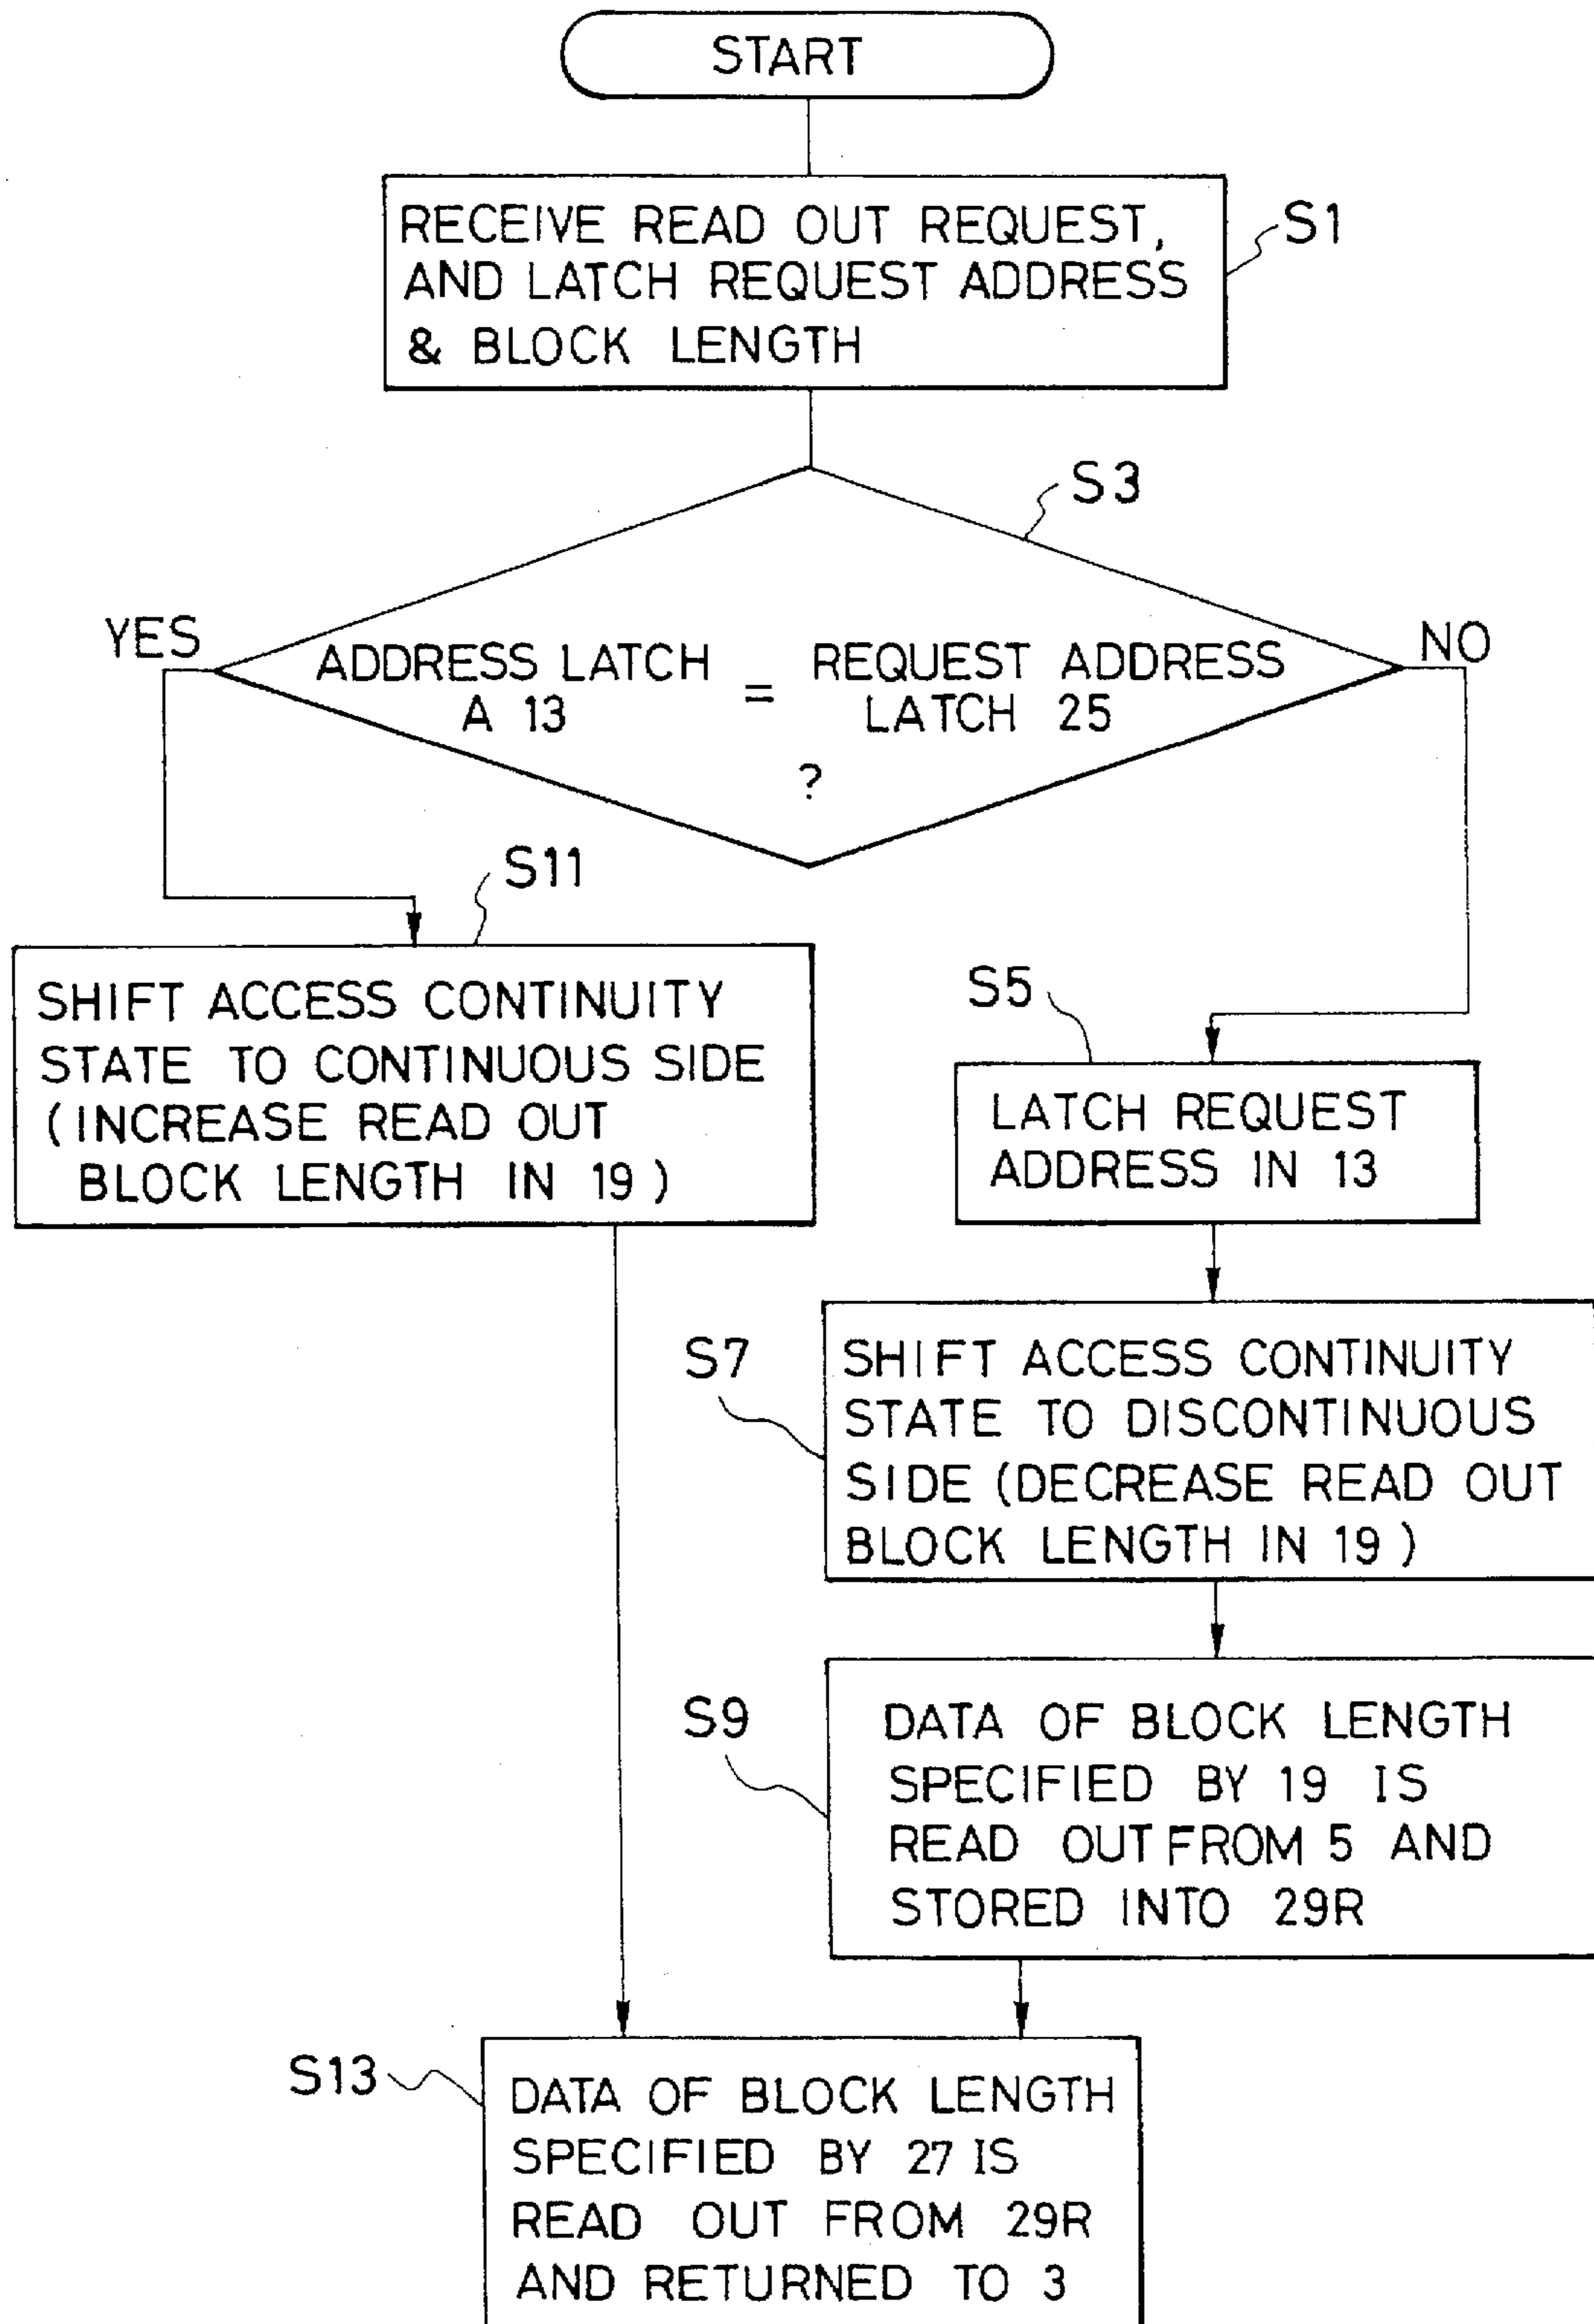 START
RECEIVE READ OUT REQUEST,
AND LATCH REQUEST ADDRESS
& BLOCK LENGTH
S1
S3
YES
NO
ADDRESS LATCH
A 13
=
REQUEST ADDRESS
LATCH 25
?
S11
SHIFT ACCESS CONTINUITY
STATE TO CONTINUOUS SIDE
(INCREASE READ OUT
BLOCK LENGTH IN 19)
S5
LATCH REQUEST
ADDRESS IN 13
S7
SHIFT ACCESS CONTINUITY
STATE TO DISCONTINUOUS
SIDE (DECREASE READ OUT
BLOCK LENGTH IN 19)
S9
DATA OF BLOCK LENGTH
SPECIFIED BY 19 IS
READ OUT FROM 5 AND
STORED INTO 29R
S13
DATA OF BLOCK LENGTH
SPECIFIED BY 27 IS
READ OUT FROM 29R
AND RETURNED TO 3